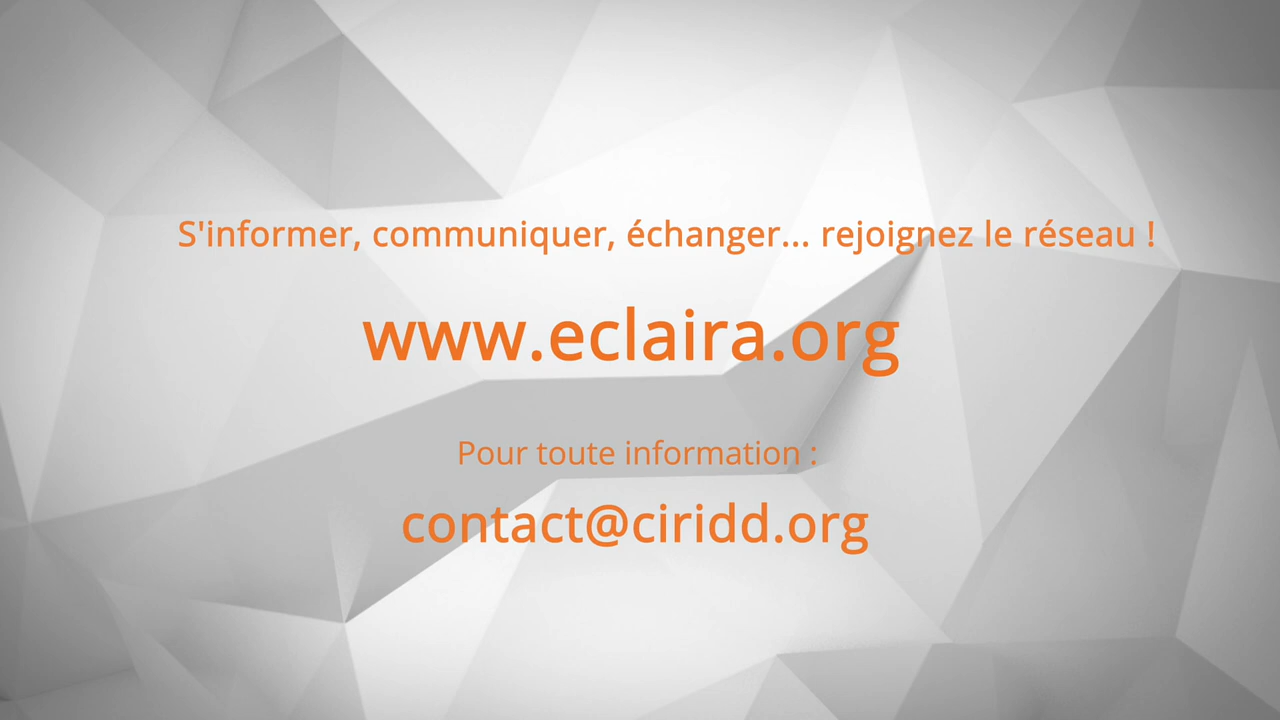 S'informer, communiquer, échanger... rejoignez le réseau !
www.eclaira.org
Pour toute information :
contact@ciridd.org